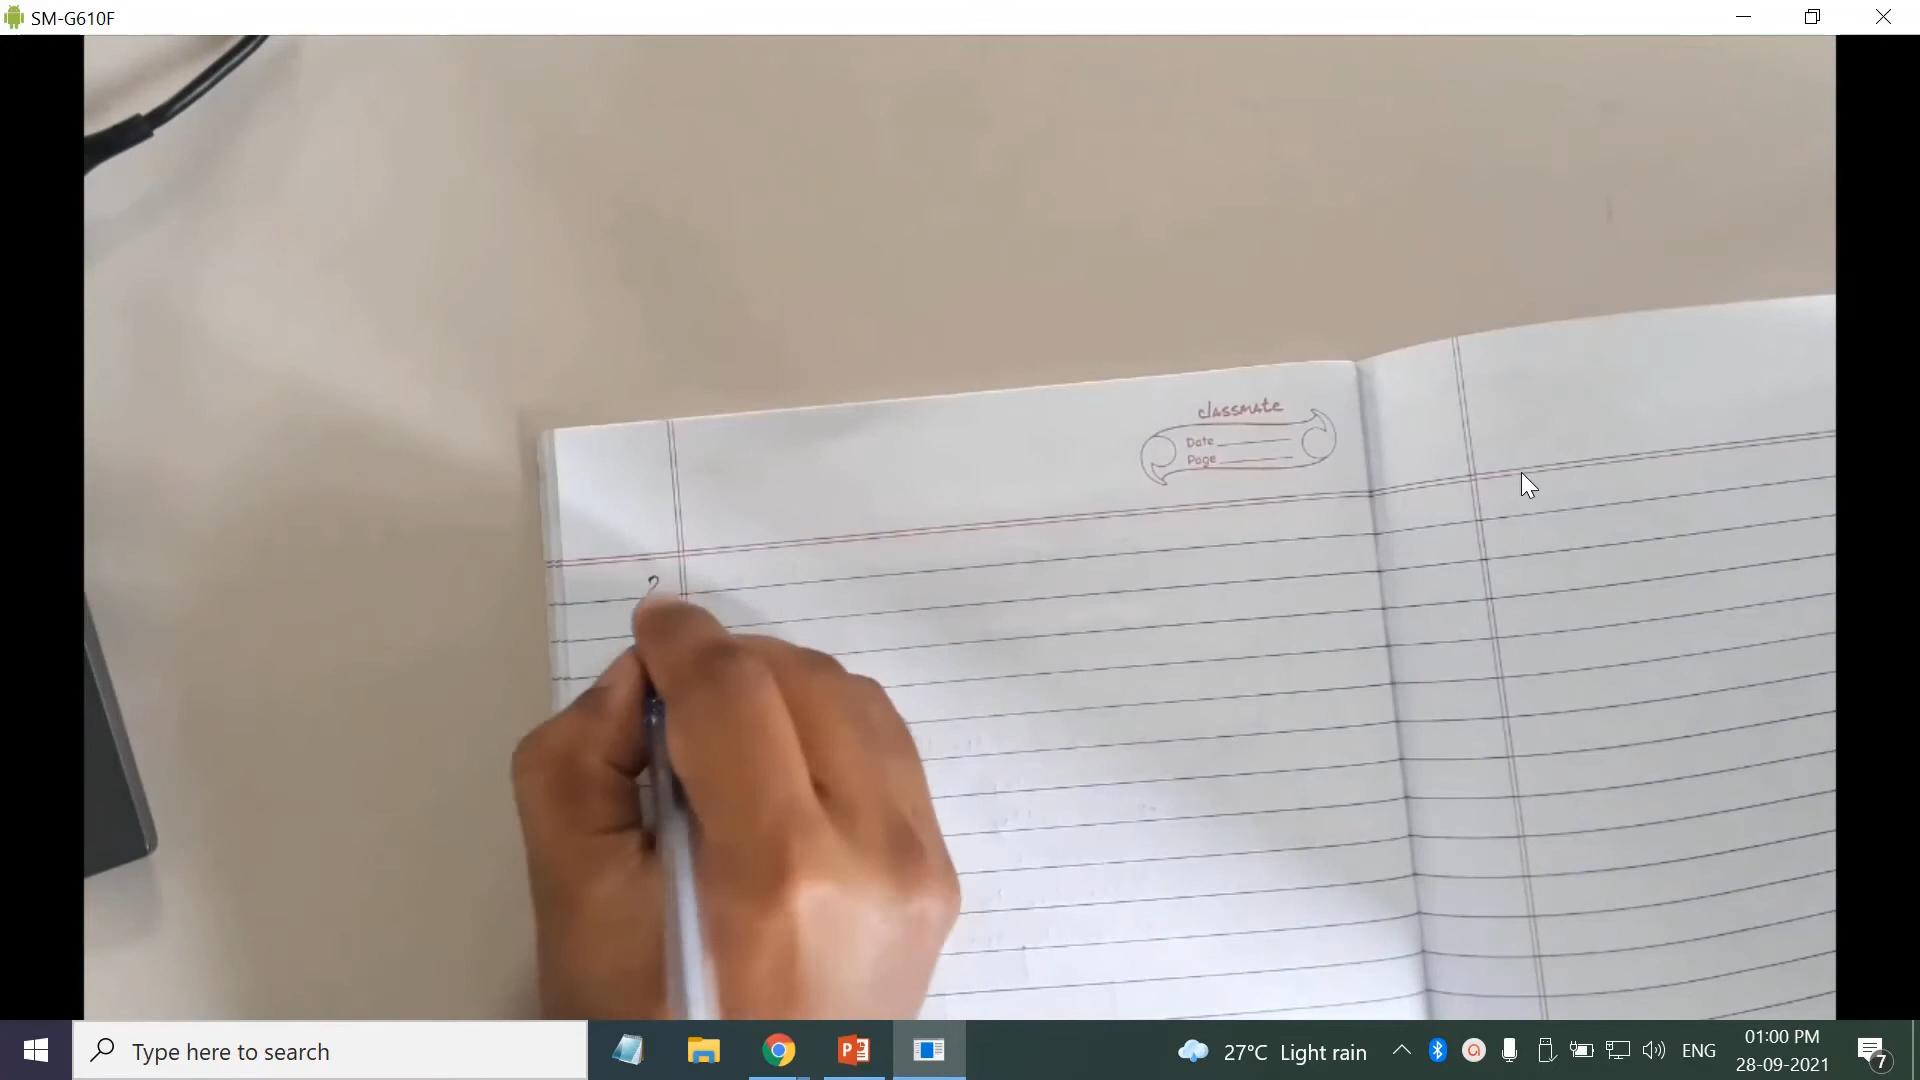 SM-G610F
classmate
Date
Page
2
Type here to search
27°C Light rain
ENG
01:00 PM
28-09-2021
7